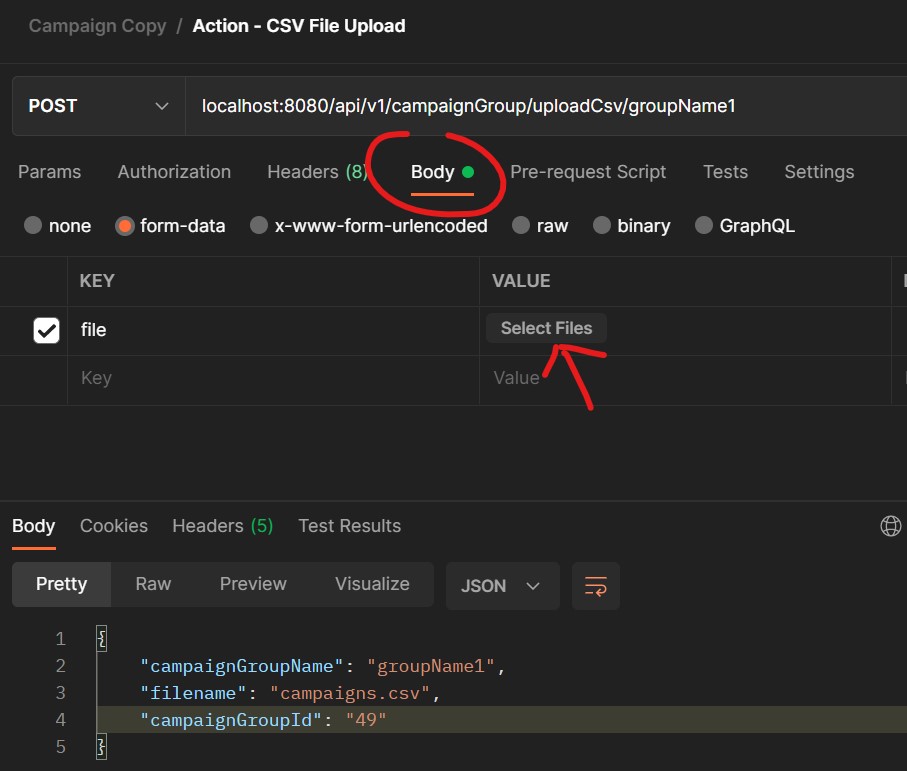 Campaign Copy / Action - CSV File Upload
POST localhost:8080/api/v1/campaignGroup/uploadCsv/groupName1
Params Authorization Headers (8) Body Pre-request Script Tests Settings
none form-data x-www-form-urlencoded raw binary GraphQL
KEY VALUE
file Select Files
Key Value
Body Cookies Headers (5) Test Results
Pretty Raw Preview Visualize JSON
1 {
2 "campaignGroupName": "groupName1",
3 "filename": "campaigns.csv",
4 "campaignGroupId": "49"
5 }